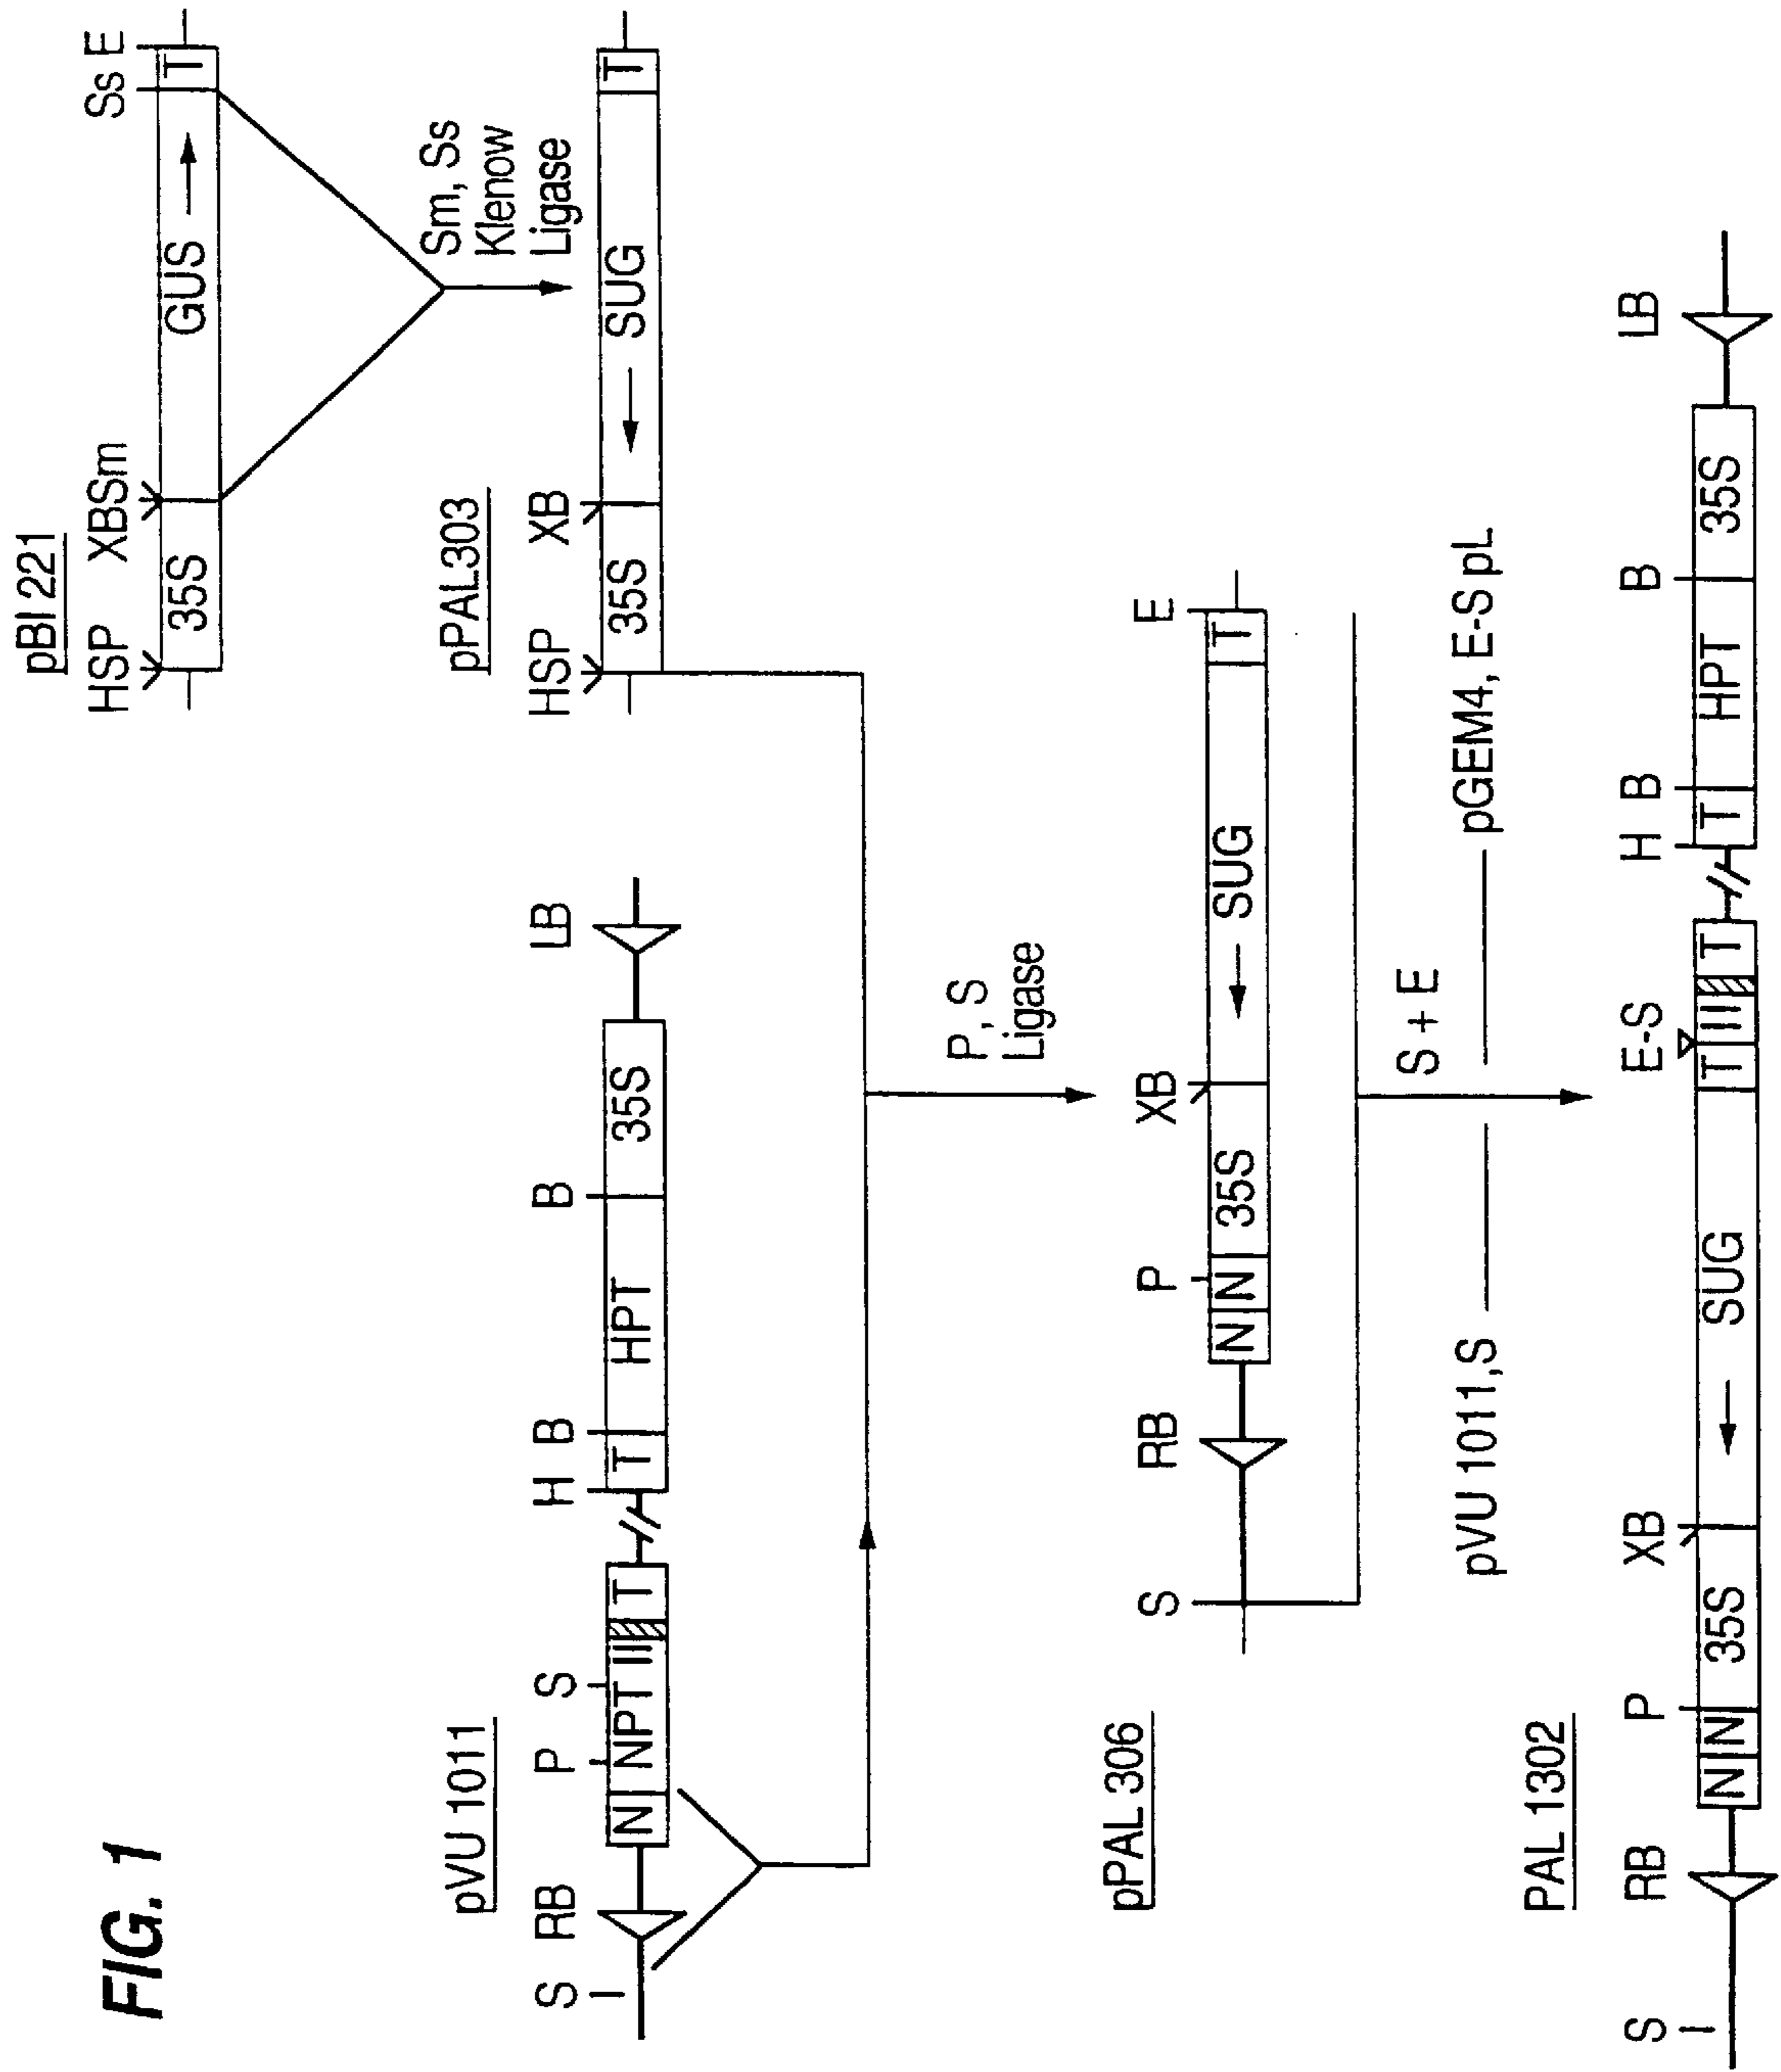 FIG. 1
pBI 221
HSP XBSm Ss E
35S GUS T
Sm, Ss
Klenow
Ligase
pVU 1011
S RB P S H B B LB
N NPT II T T HPT 35S
pPAL303
HSP XB
35S SUG T
P, S
Ligase
pPAL 306
S RB P XB E
N N 35S SUG T
S + E
pVU 1011,S pGEM4, E-S pL
PAL 1302
S RB P XB E-S H B B LB
N N 35S SUG T II T T HPT 35S